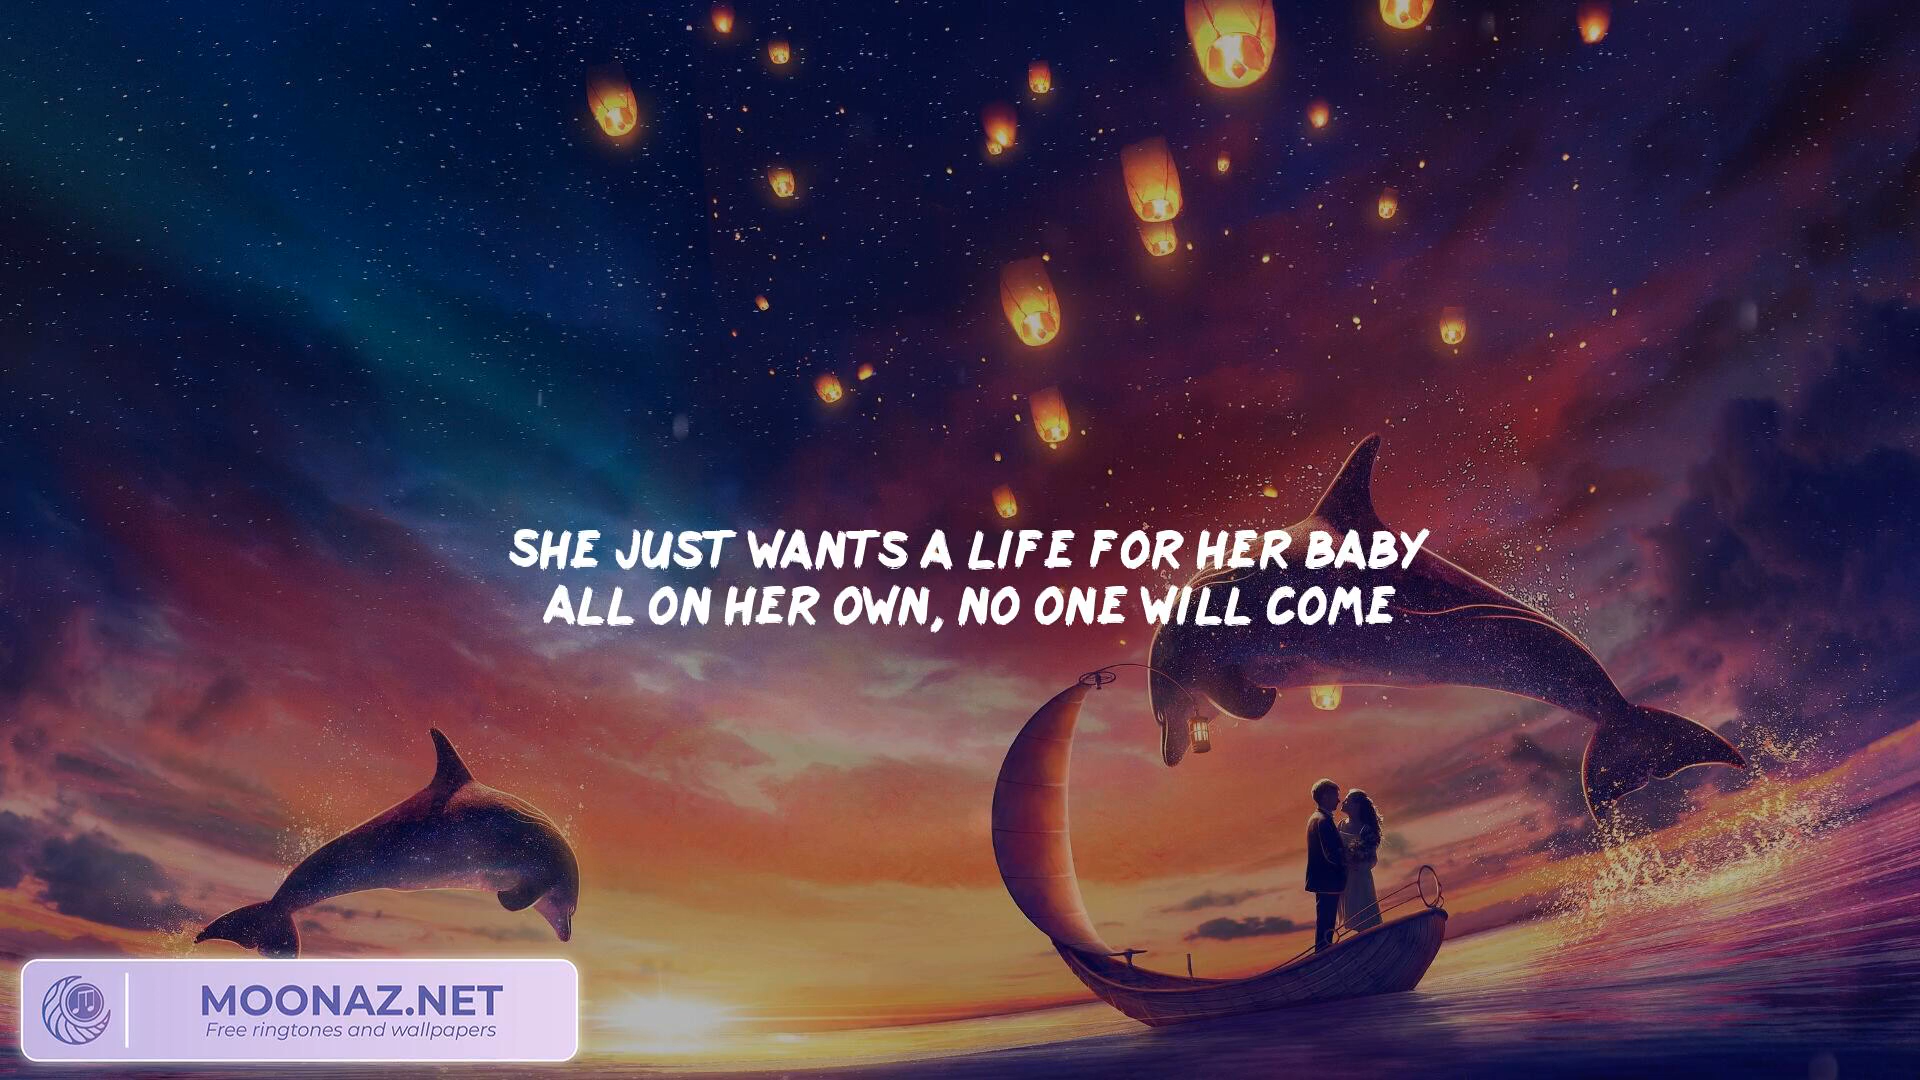 SHE JUST WANTS A LIFE FOR HER BABY
ALL ON HER OWN, NO ONE WILL COME
MOONAZ.NET
Free ringtones and wallpapers